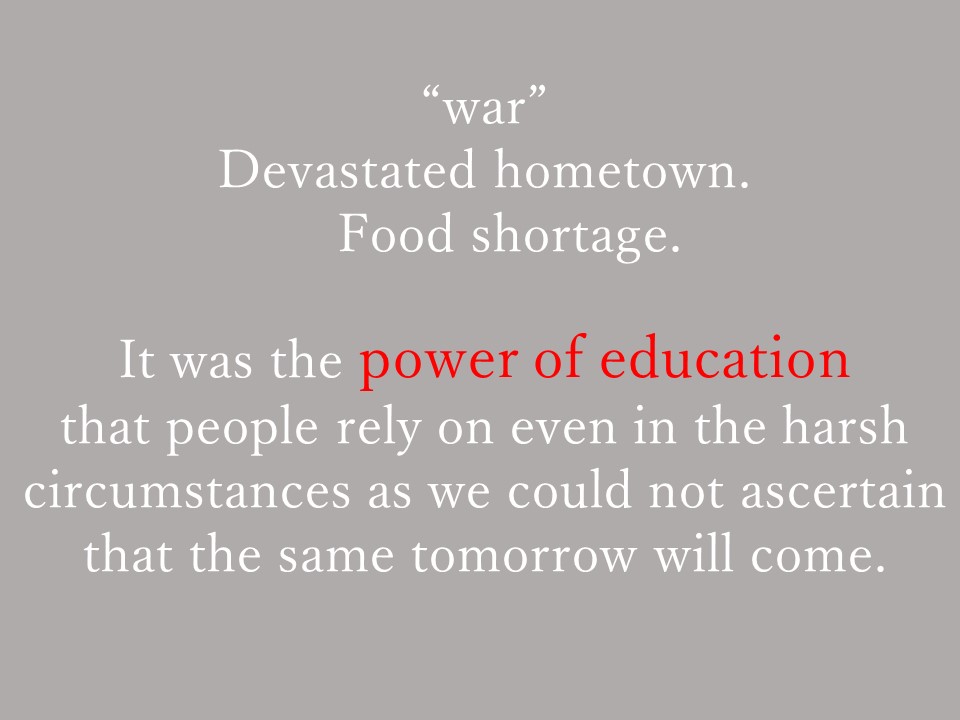 “war”
Devastated hometown.
Food shortage.
It was the power of education
that people rely on even in the harsh
circumstances as we could not ascertain
that the same tomorrow will come.